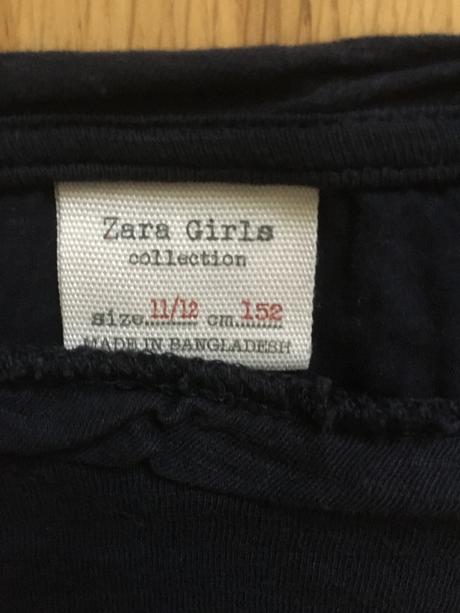 Zara Girls
collection
size..11/12 cm..152
MADE IN BANGLADESH